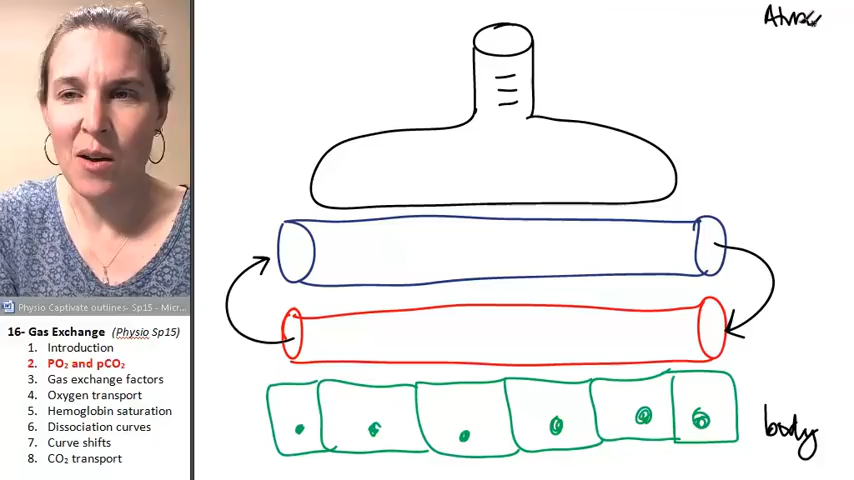 Physio Captivate outlines- Sp15 - Micr...
16- Gas Exchange (Physio Sp15)
1. Introduction
2. PO₂ and pCO₂
3. Gas exchange factors
4. Oxygen transport
5. Hemoglobin saturation
6. Dissociation curves
7. Curve shifts
8. CO₂ transport
body